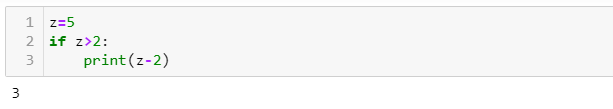 1 z=5
2 if z>2:
3     print(z-2)
3